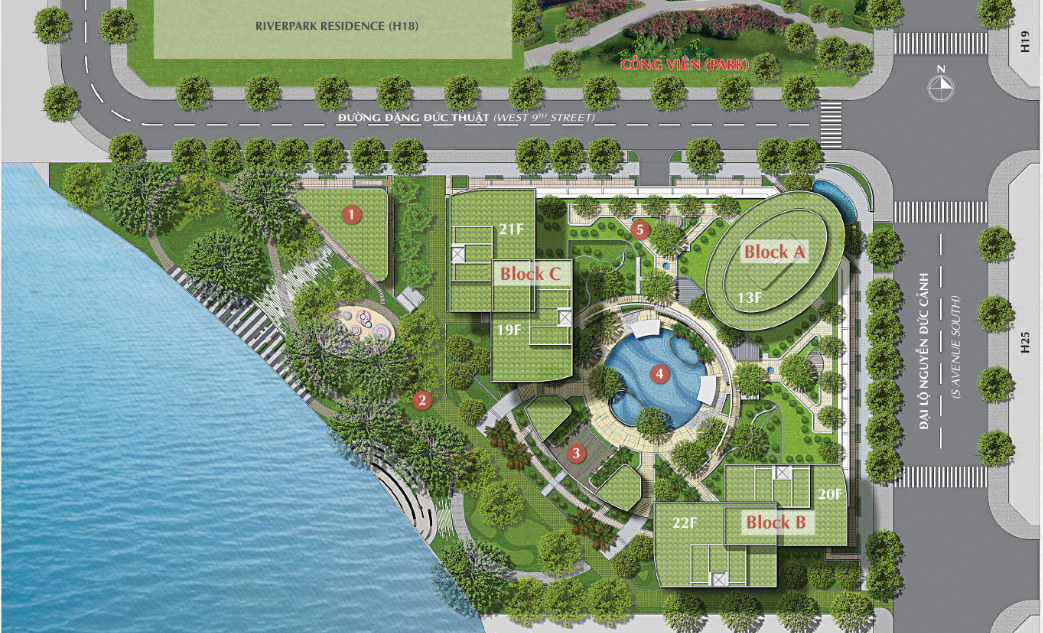 RIVERPARK RESIDENCE (H18)
CÔNG VIÊN (PARK)
H19
N
ĐƯỜNG ĐẶNG ĐỨC THUẬT (WEST 9TH STREET)
1
21F
5
Block A
Block C
13F
19F
4
2
3
ĐẠI LỘ NGUYỄN ĐỨC CẢNH
(S AVENUE SOUTH)
H25
20F
22F
Block B